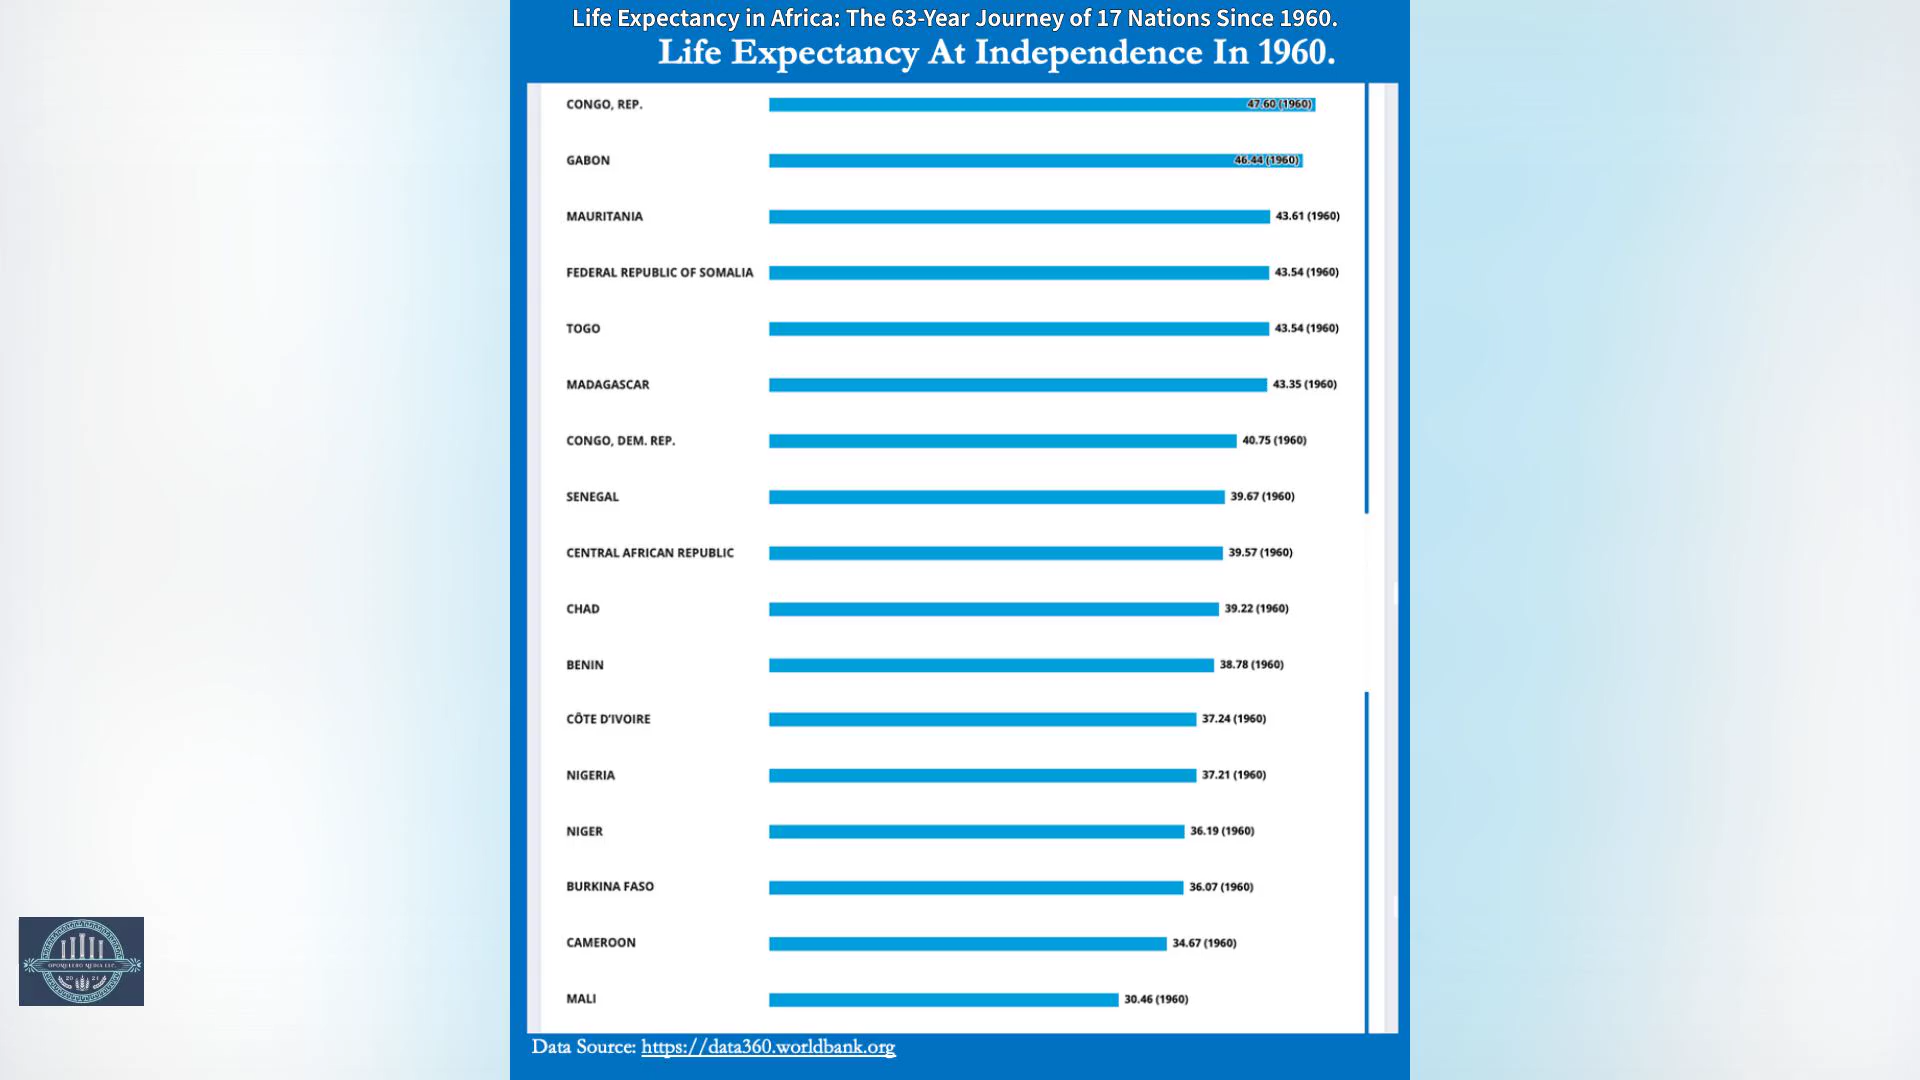 Life Expectancy in Africa: The 63-Year Journey of 17 Nations Since 1960.
Life Expectancy At Independence In 1960.
CONGO, REP. 47.60 (1960)
GABON 46.44 (1960)
MAURITANIA 43.61 (1960)
FEDERAL REPUBLIC OF SOMALIA 43.54 (1960)
TOGO 43.54 (1960)
MADAGASCAR 43.35 (1960)
CONGO, DEM. REP. 40.75 (1960)
SENEGAL 39.67 (1960)
CENTRAL AFRICAN REPUBLIC 39.57 (1960)
CHAD 39.22 (1960)
BENIN 38.78 (1960)
CÔTE D'IVOIRE 37.24 (1960)
NIGERIA 37.21 (1960)
NIGER 36.19 (1960)
BURKINA FASO 36.07 (1960)
CAMEROON 34.67 (1960)
MALI 30.46 (1960)
Data Source: https://data360.worldbank.org